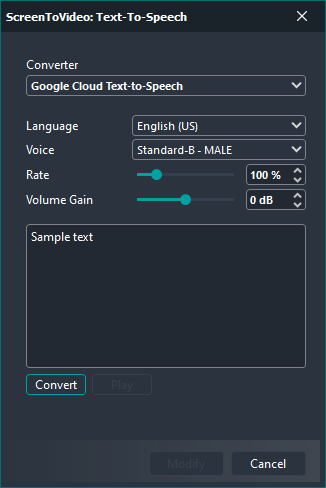 ScreenToVideo: Text-To-Speech
Converter
Google Cloud Text-to-Speech
Language English (US)
Voice Standard-B - MALE
Rate 100 %
Volume Gain 0 dB
Sample text
Convert Play
Modify Cancel